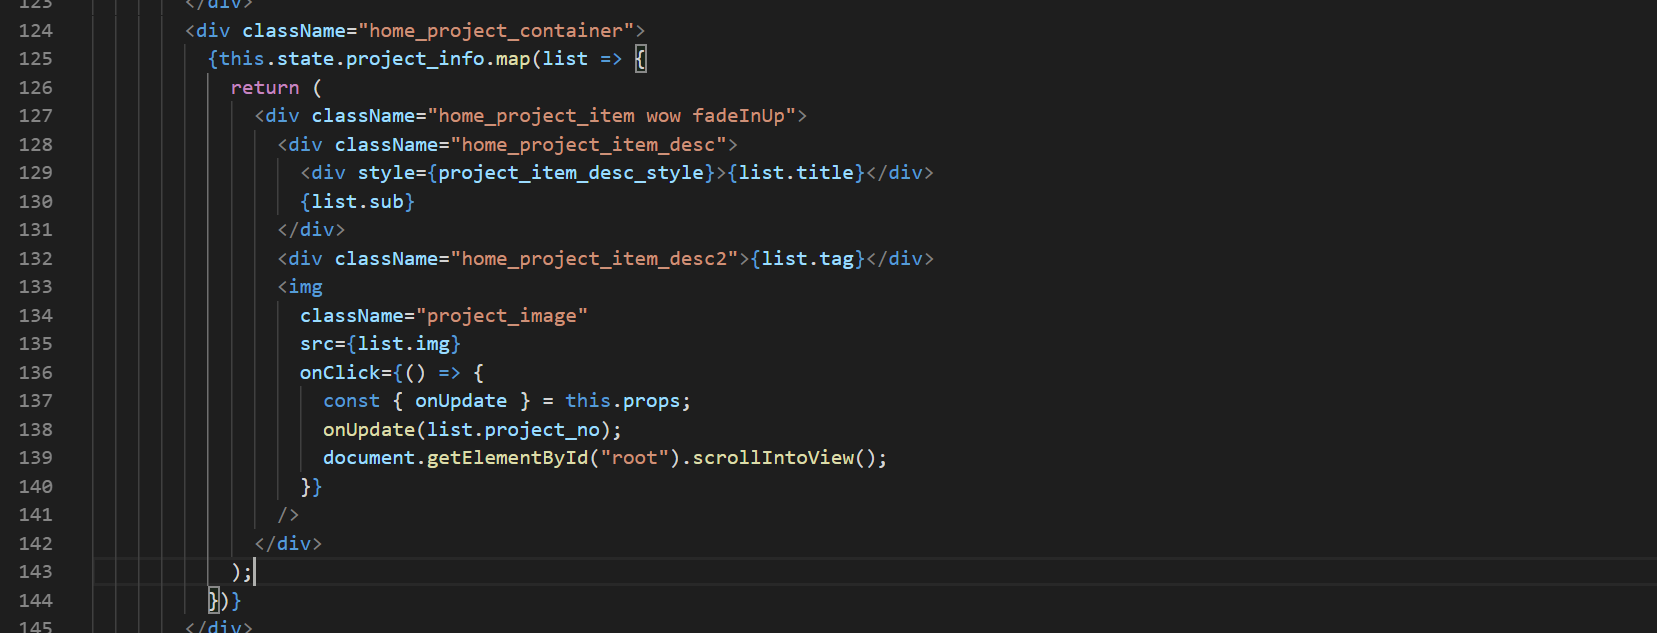 123 </div>
124 <div className="home_project_container">
125 {this.state.project_info.map(list => {
126 return (
127 <div className="home_project_item wow fadeInUp">
128 <div className="home_project_item_desc">
129 <div style={project_item_desc_style}>{list.title}</div>
130 {list.sub}
131 </div>
132 <div className="home_project_item_desc2">{list.tag}</div>
133 <img
134 className="project_image"
135 src={list.img}
136 onClick={() => {
137 const { onUpdate } = this.props;
138 onUpdate(list.project_no);
139 document.getElementById("root").scrollIntoView();
140 }}
141 />
142 </div>
143 );
144 })}
145 </div>